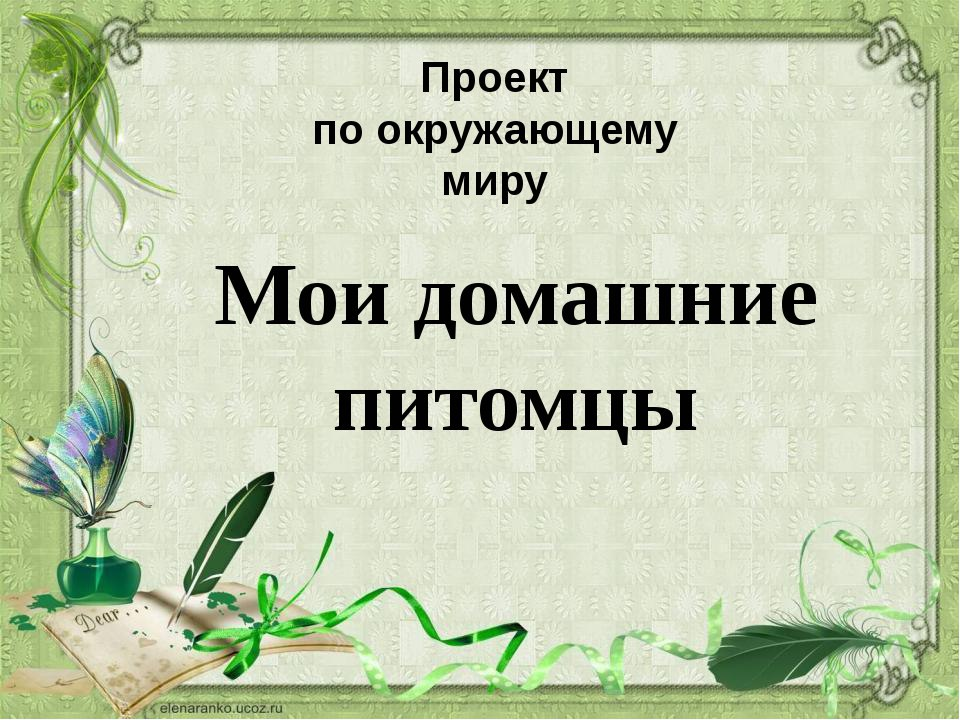 Проект
по окружающему
миру
Мои домашние
питомцы
Dear...
elenaranko.ucoz.ru